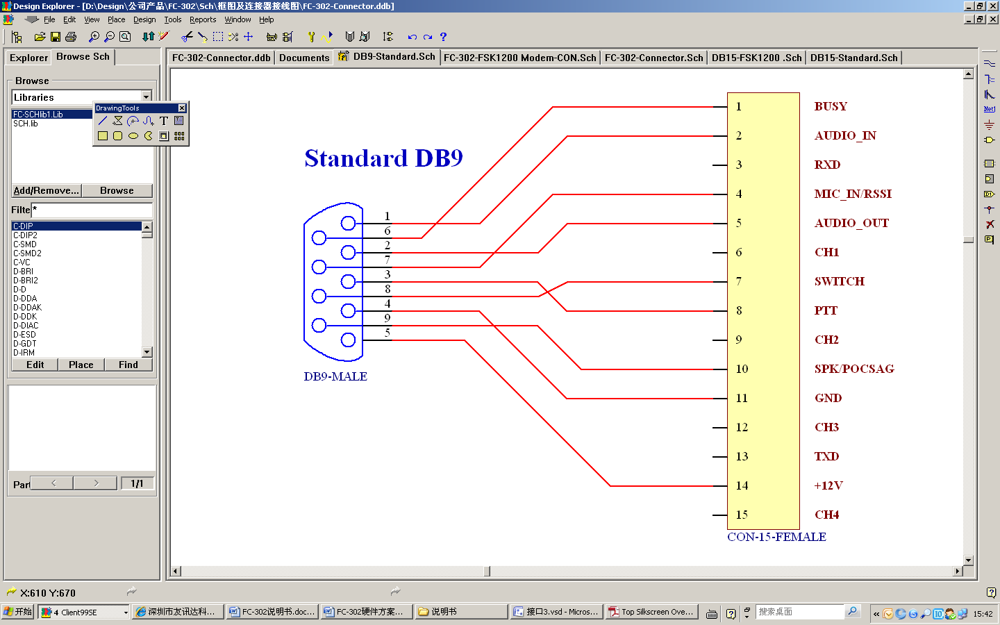 Design Explorer - [D:\Design\公司产品\FC-302\Sch\框图及连接器接线图\FC-302-Connector.ddb]
File Edit View Place Design Tools Reports Window Help
Explorer Browse Sch
FC-302-Connector.ddb Documents DB9-Standard.Sch FC-302-FSK1200 Modem-CON.Sch FC-302-Connector.Sch DB15-FSK1200 .Sch DB15-Standard.Sch
Browse
Libraries
FC-SCHlib1.Lib
SCH.lib
DrawingTools
T
Add/Remove... Browse
Filte *
C-DIP
C-DIP2
C-SMD
C-SMD2
C-VC
D-BRI
D-BRI2
D-D
D-DDA
D-DDAK
D-DDK
D-DIAC
D-ESD
D-GDT
D-IRM
Edit Place Find
Part < > 1/1
Standard DB9
1
6
2
7
3
8
4
9
5
DB9-MALE
1 BUSY
2 AUDIO_IN
3 RXD
4 MIC_IN/RSSI
5 AUDIO_OUT
6 CH1
7 SWITCH
8 PTT
9 CH2
10 SPK/POCSAG
11 GND
12 CH3
13 TXD
14 +12V
15 CH4
CON-15-FEMALE
Net1
D1
P
X:610 Y:670
开始 4 Client99SE 深圳市友讯达科... FC-302说明书.doc... FC-302硬件方案... 说明书 接口3.vsd - Micros... Top Silkscreen Ove... 搜索桌面 « 15:42